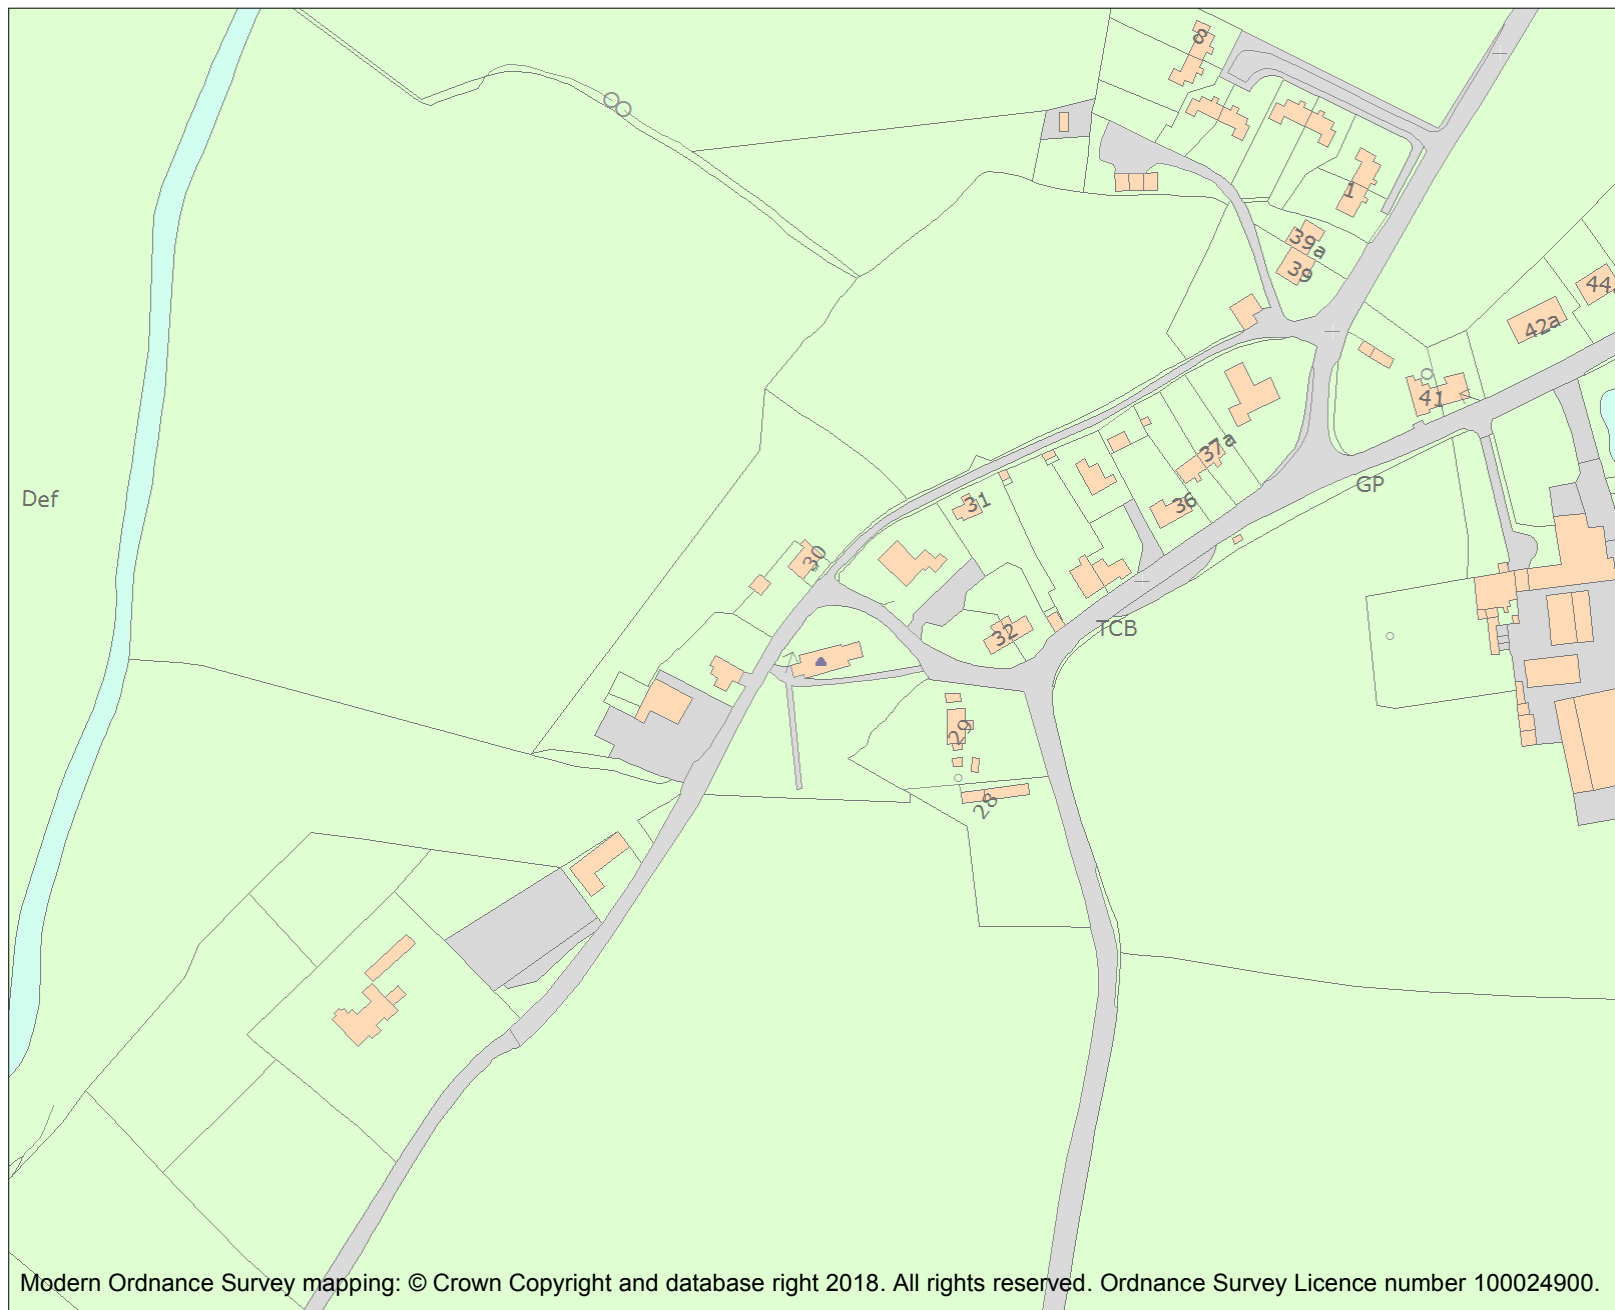 8
1
39a
39
44
42a
41
37a
GP
Def
36
31
30
TCB
32
29
28
Modern Ordnance Survey mapping: © Crown Copyright and database right 2018. All rights reserved. Ordnance Survey Licence number 100024900.